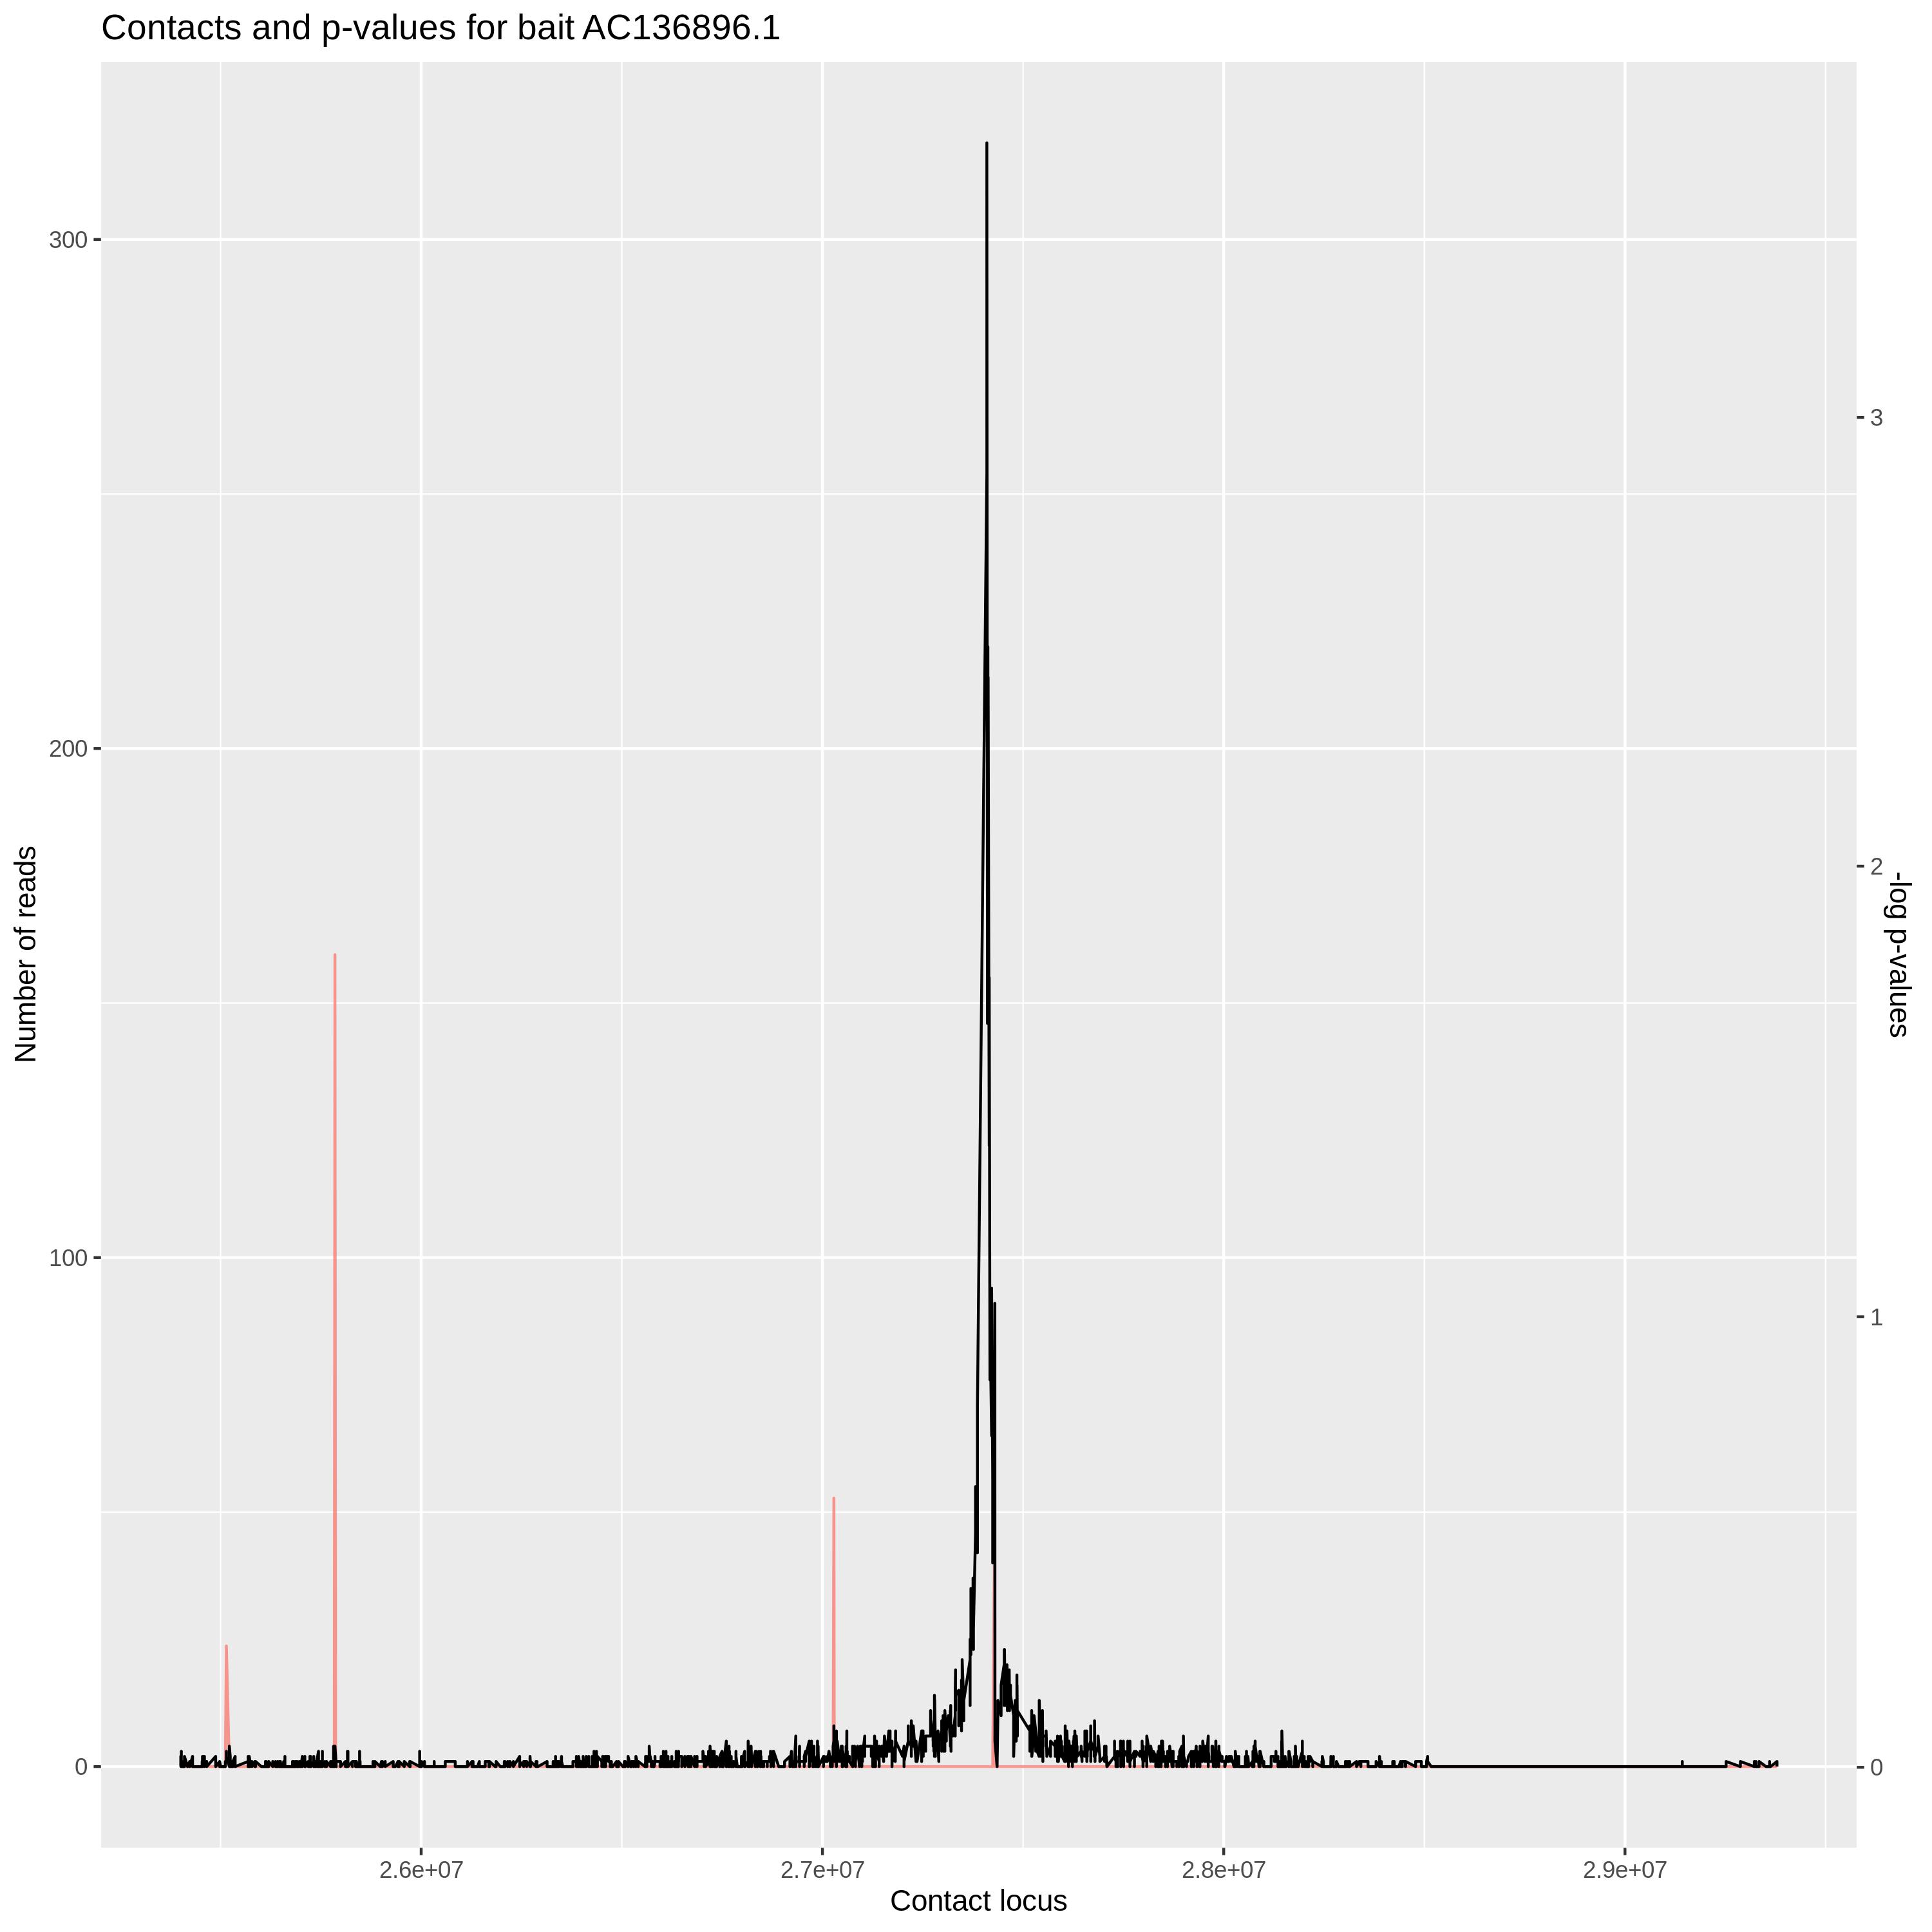 Contacts and p-values for bait AC136896.1
300
200
100
0
Number of reads
3
2
1
0
-log p-values
2.6e+07
2.7e+07
2.8e+07
2.9e+07
Contact locus